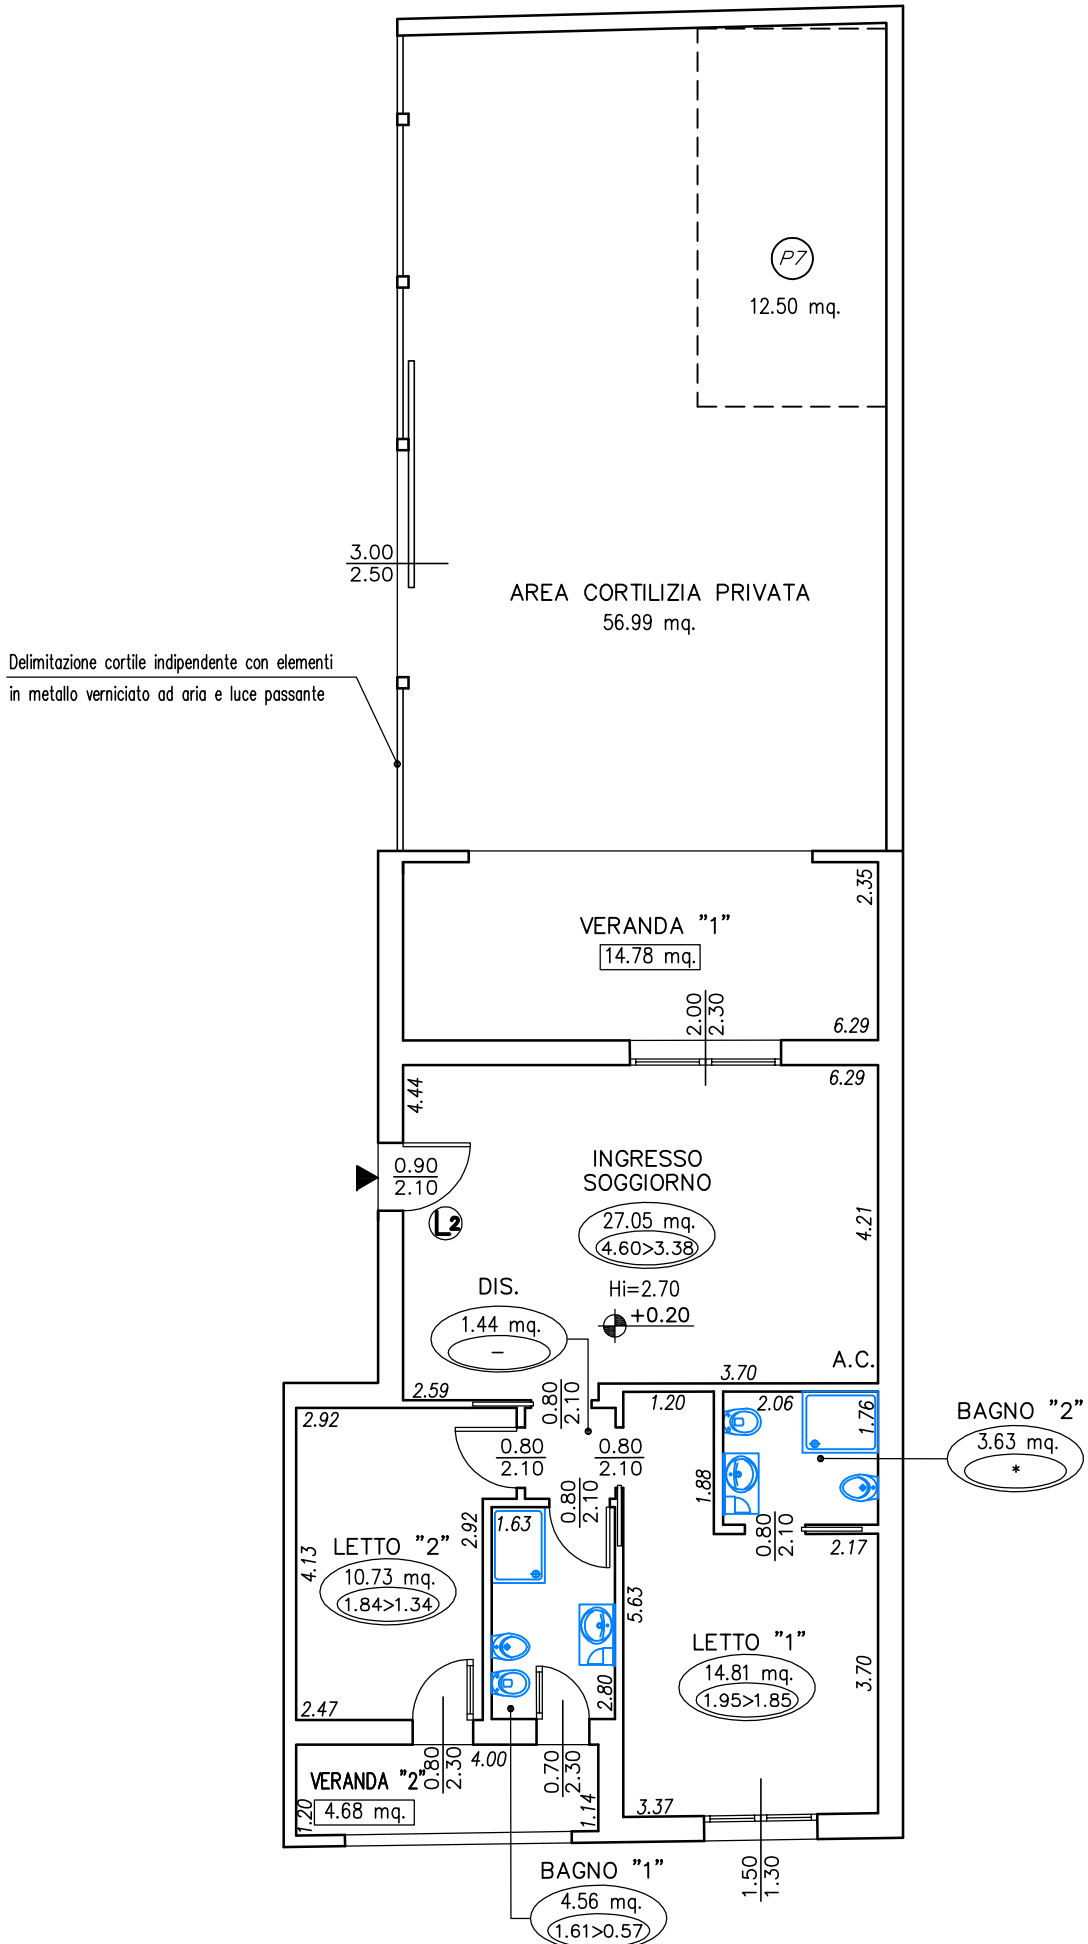 P7
12.50 mq.
3.00
2.50
AREA CORTILIZIA PRIVATA
56.99 mq.
Delimitazione cortile indipendente con elementi
in metallo verniciato ad aria e luce passante
2.35
VERANDA "1"
14.78 mq.
2.00
2.30
6.29
6.29
4.44
0.90
2.10
L2
INGRESSO
SOGGIORNO
27.05 mq.
4.60>3.38
4.21
Hi=2.70
+0.20
DIS.
1.44 mq.
-
A.C.
3.70
2.59
0.80
2.10
1.20
2.06
1.76
2.92
BAGNO "2"
3.63 mq.
*
0.80
2.10
0.80
2.10
0.80
2.10
1.88
1.63
2.92
0.80
2.10
2.17
LETTO "2"
10.73 mq.
1.84>1.34
4.13
5.63
LETTO "1"
14.81 mq.
1.95>1.85
3.70
2.80
2.47
0.80
2.30
4.00
0.70
2.30
VERANDA "2"
4.68 mq.
1.20
1.14
3.37
1.50
1.30
BAGNO "1"
4.56 mq.
1.61>0.57